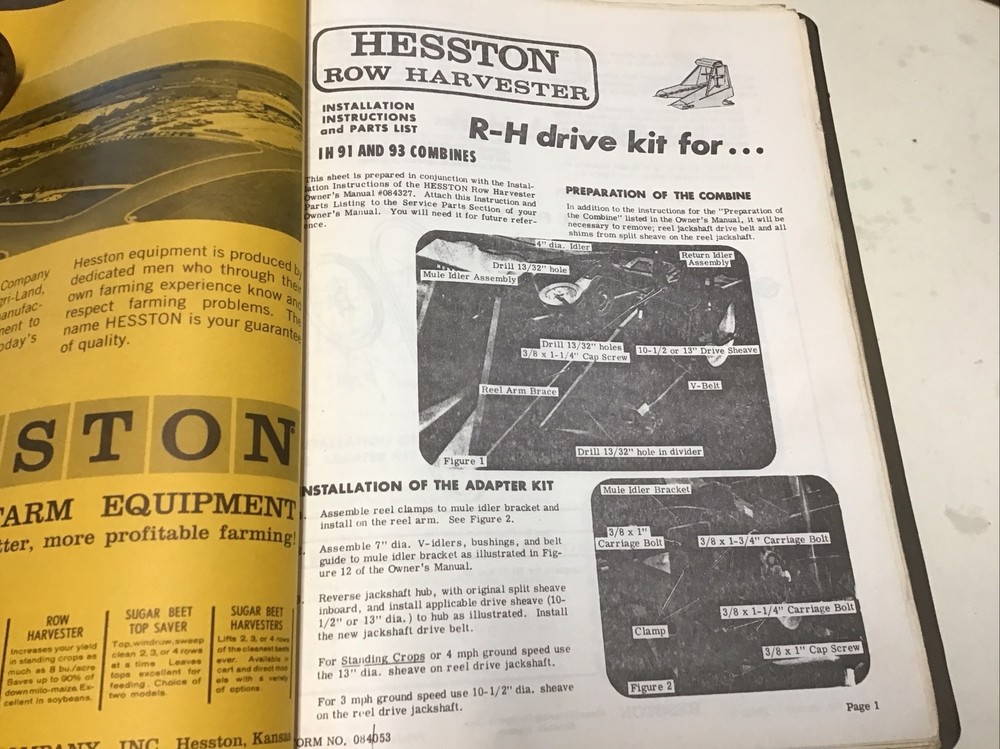 Company
gri-Land,
anufac-
nent to
oday's
Hesston equipment is produced by
dedicated men who through their
own farming experience know and
respect farming problems. The
name HESSTON is your guarantee
of quality.
STON
FARM EQUIPMENT
tter, more profitable farming!
ROW
HARVESTER
Increases your yield
in standing crops as
much as 8 bu./acre
Saves up to 90% of
down milo-maize. Ex-
cellent in soybeans.
SUGAR BEET
TOP SAVER
Top, windrow, sweep
clean 2, 3, or 4 rows
at a time Leaves
tops excellent for
feeding. Choice of
two models.
SUGAR BEET
HARVESTERS
Lifts 2, 3, or 4 rows
of the cleanest beets
ever. Available in
cart and direct mod
els with a variety
of options.
OMPANY, INC. Hesston, Kansas
HESSTON
ROW HARVESTER
INSTALLATION
INSTRUCTIONS
and PARTS LIST
R-H drive kit for...
IH 91 AND 93 COMBINES
This sheet is prepared in conjunction with the Instal-
lation Instructions of the HESSTON Row Harvester
Owner's Manual #084327. Attach this Instruction and
Parts Listing to the Service Parts Section of your
Owner's Manual. You will need it for future refer-
ence.
PREPARATION OF THE COMBINE
In addition to the instructions for the "Preparation of
the Combine" listed in the Owner's Manual, it will be
necessary to remove; reel jackshaft drive belt and all
shims from split sheave on the reel jackshaft.
4" dia. Idler
Return Idler
Assembly
Drill 13/32" hole
Mule Idler Assembly
Drill 13/32" holes
3/8 x 1-1/4" Cap Screw
10-1/2 or 13" Drive Sheave
Reel Arm Brace
V-Belt
Drill 13/32" hole in divider
Figure 1
INSTALLATION OF THE ADAPTER KIT
Assemble reel clamps to mule idler bracket and
install on the reel arm. See Figure 2.
Assemble 7" dia. V-idlers, bushings, and belt
guide to mule idler bracket as illustrated in Fig-
ure 12 of the Owner's Manual.
Reverse jackshaft hub, with original split sheave
inboard, and install applicable drive sheave (10-
1/2" or 13" dia.) to hub as illustrated. Install
the new jackshaft drive belt.
For Standing Crops or 4 mph ground speed use
the 13" dia. sheave on reel drive jackshaft.
For 3 mph ground speed use 10-1/2" dia. sheave
on the reel drive jackshaft.
Mule Idler Bracket
3/8 x 1"
Carriage Bolt
3/8 x 1-3/4" Carriage Bolt
3/8 x 1-1/4" Carriage Bolt
Clamp
3/8 x 1" Cap Screw
Figure 2
Page 1
ORM NO. 084053